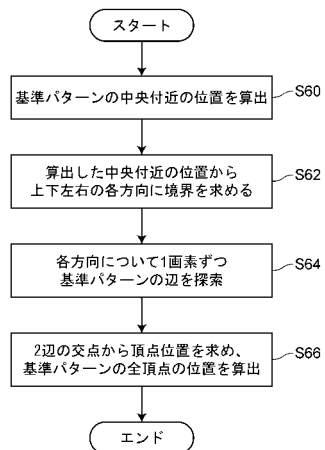 スタート
基準パターンの中央付近の位置を算出
S60
算出した中央付近の位置から
上下左右の各方向に境界を求める
S62
各方向について1画素ずつ
基準パターンの辺を探索
S64
2辺の交点から頂点位置を求め、
基準パターンの全頂点の位置を算出
S66
エンド